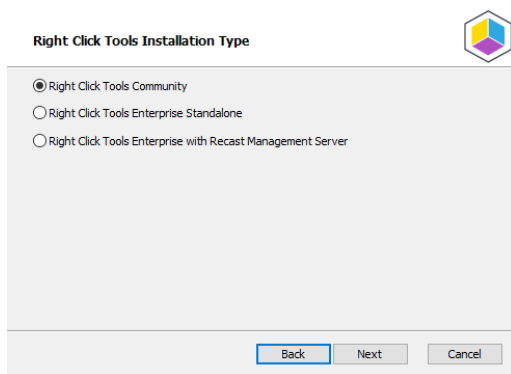 Right Click Tools Installation Type
Right Click Tools Community
Right Click Tools Enterprise Standalone
Right Click Tools Enterprise with Recast Management Server
Back
Next
Cancel